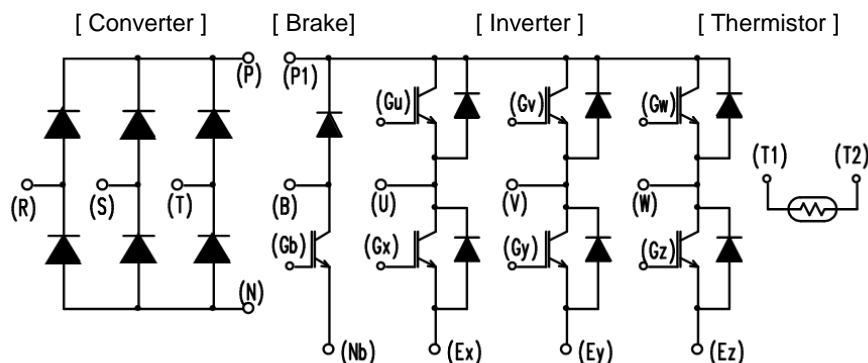 [ Converter ] [ Brake] [ Inverter ] [ Thermistor ]
(P) (P1)
(Gu) (Gv) (Gw)
(T1) (T2)
(R) (S) (T) (B) (U) (V) (W)
(Gb) (Gx) (Gy) (Gz)
(N)
(Nb) (Ex) (Ey) (Ez)